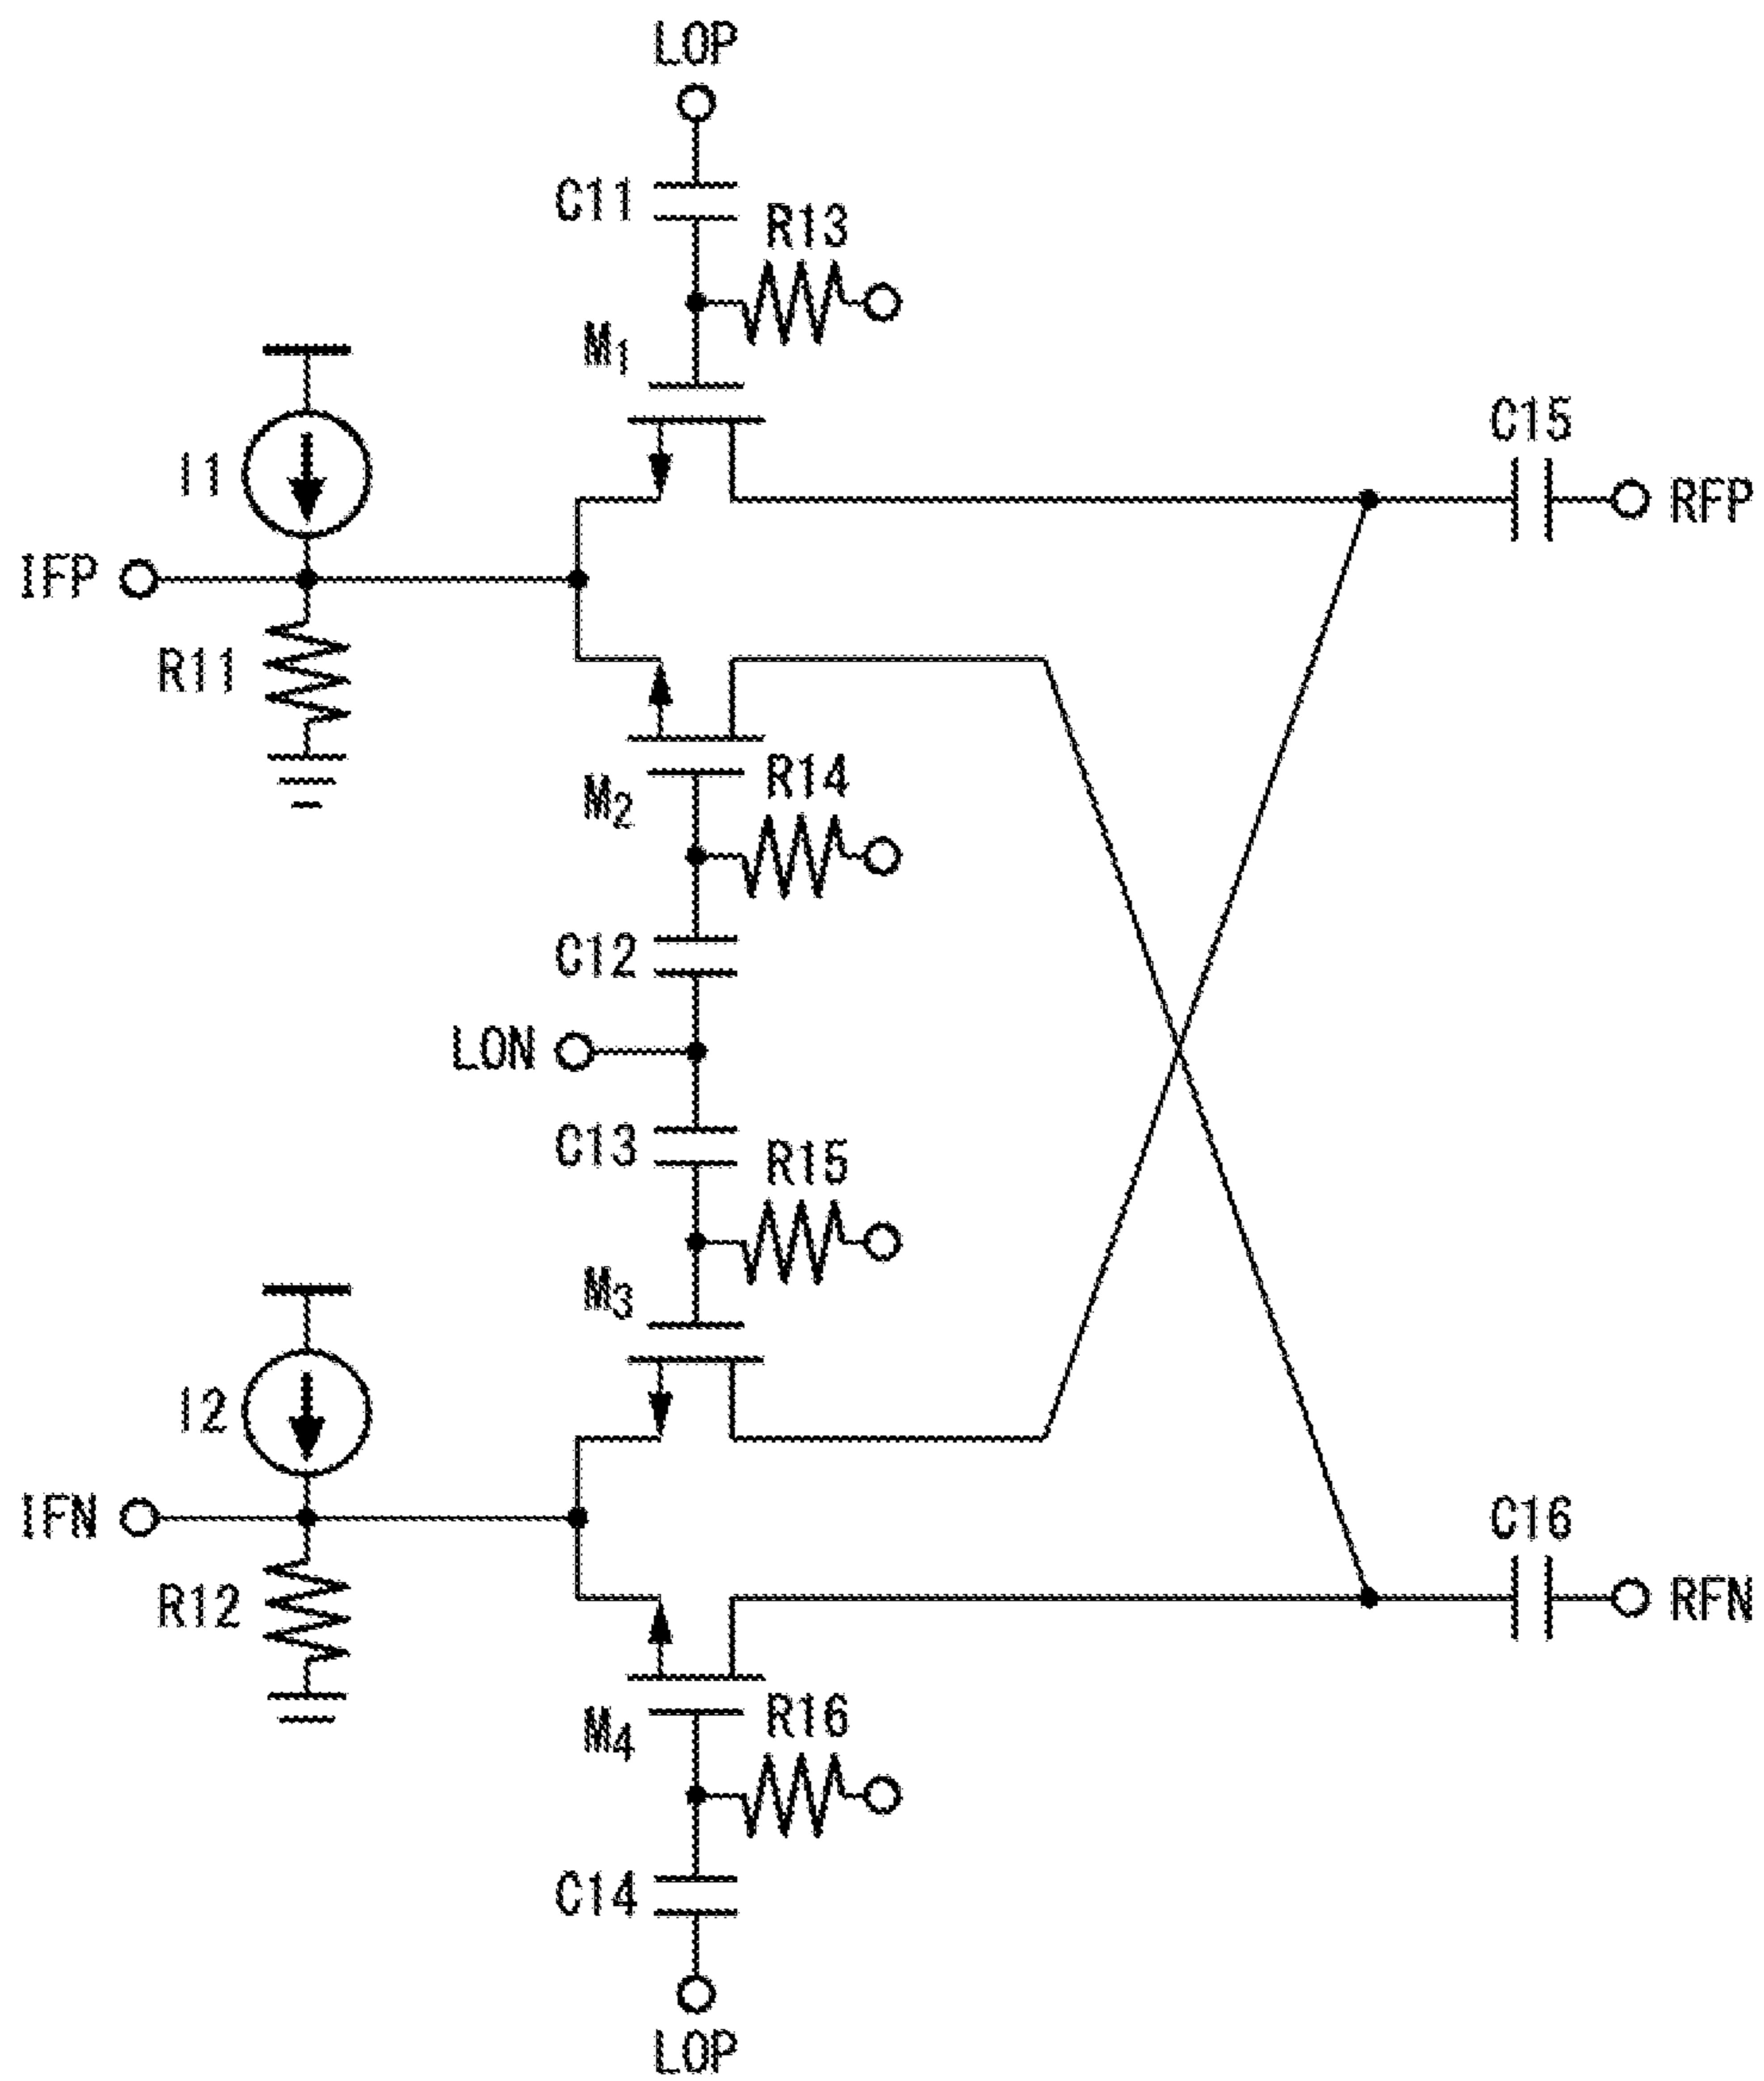 LOP
C11
R13
M1
C15
I1
RFP
IFP
R11
R14
M2
C12
LON
C13
R15
M3
I2
C16
IFN
R12
RFN
R16
M4
C14
LOP